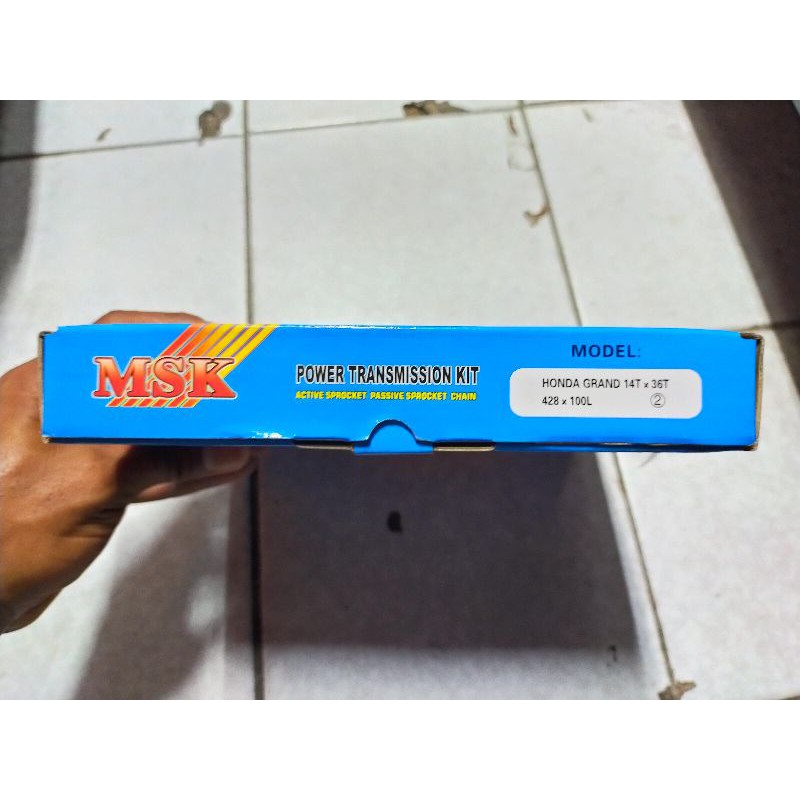 MSK
POWER TRANSMISSION KIT
ACTIVE SPROCKET PASSIVE SPROCKET CHAIN
MODEL:
HONDA GRAND 14T x 36T
428 x 100L ②